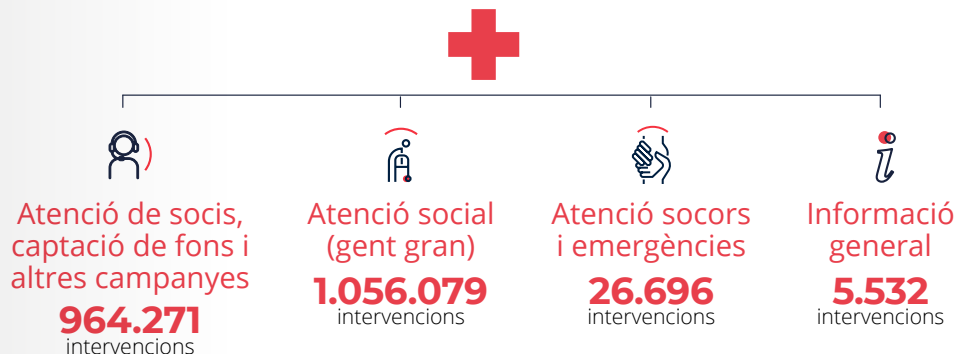 Atenció de socis,
captació de fons i
altres campanyes
964.271
intervencions
Atenció social
(gent gran)
1.056.079
intervencions
Atenció socors
i emergències
26.696
intervencions
Informació
general
5.532
intervencions